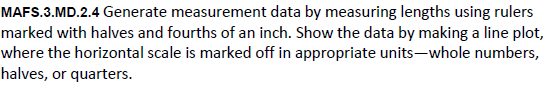 MAFS.3.MD.2.4 Generate measurement data by measuring lengths using rulers
marked with halves and fourths of an inch. Show the data by making a line plot,
where the horizontal scale is marked off in appropriate units—whole numbers,
halves, or quarters.